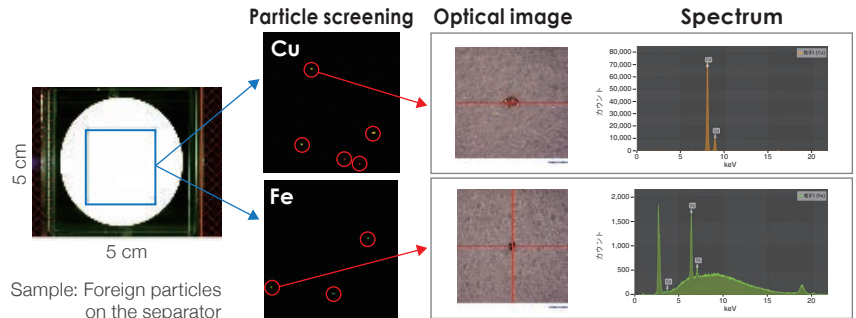 Particle screening
Optical image
Spectrum
Cu
80,000
70,000
60,000
50,000
40,000
30,000
20,000
10,000
0
カウント
0 5 10 15 20
keV
5 cm
5 cm
Sample: Foreign particles
on the separator
Fe
2,000
1,500
1,000
500
0
カウント
0 5 10 15 20
keV